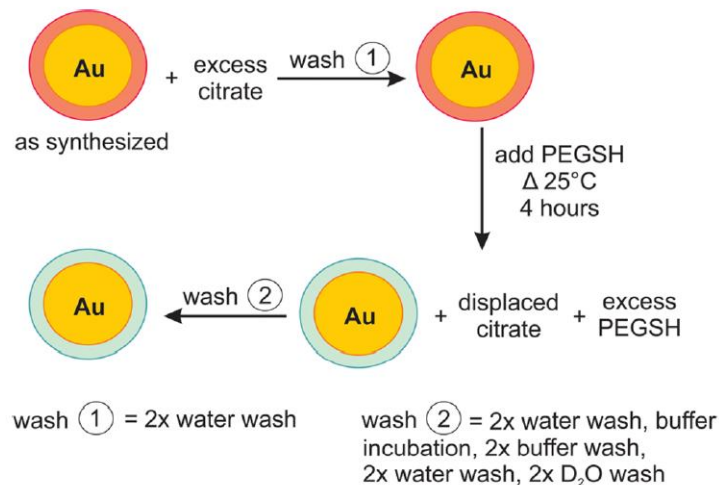 Au
+
excess
citrate
wash 1
Au
as synthesized
add PEGSH
Δ 25°C
4 hours
Au
wash 2
Au
+
displaced
citrate
+
excess
PEGSH
wash 1 = 2x water wash
wash 2 = 2x water wash, buffer
incubation, 2x buffer wash,
2x water wash, 2x D₂O wash